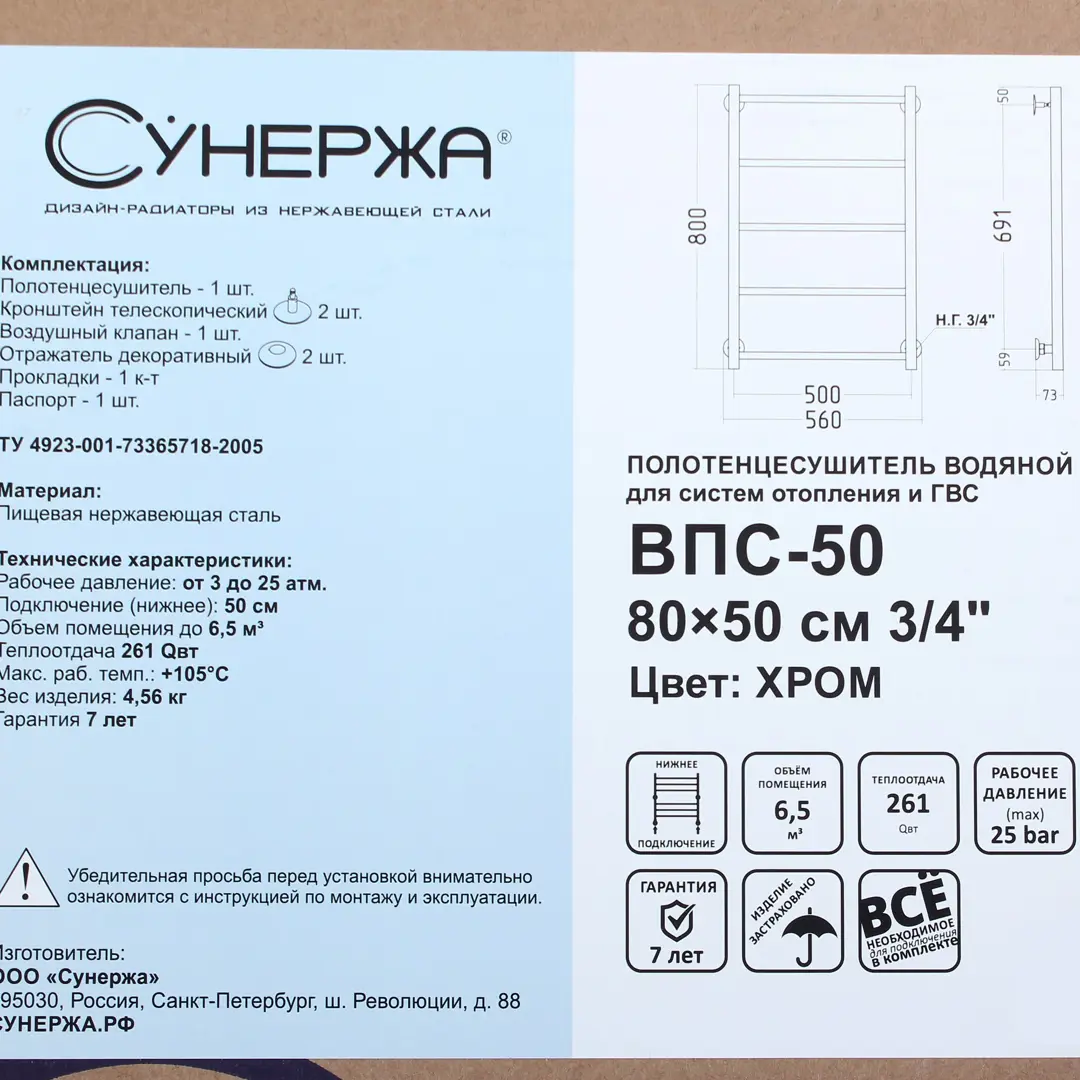 СУНЕРЖА®
ДИЗАЙН-РАДИАТОРЫ ИЗ НЕРЖАВЕЮЩЕЙ СТАЛИ
Комплектация:
Полотенцесушитель - 1 шт.
Кронштейн телескопический 2 шт.
Воздушный клапан - 1 шт.
Отражатель декоративный 2 шт.
Прокладки - 1 к-т
Паспорт - 1 шт.
ТУ 4923-001-73365718-2005
Материал:
Пищевая нержавеющая сталь
Технические характеристики:
Рабочее давление: от 3 до 25 атм.
Подключение (нижнее): 50 см
Объем помещения до 6,5 м³
Теплоотдача 261 Qвт
Макс. раб. темп.: +105°С
Вес изделия: 4,56 кг
Гарантия 7 лет
Убедительная просьба перед установкой внимательно
ознакомится с инструкцией по монтажу и эксплуатации.
Изготовитель:
ООО «Сунержа»
95030, Россия, Санкт-Петербург, ш. Революции, д. 88
СУНЕРЖА.РФ
800
50
691
Н.Г. 3/4"
59
73
500
560
ПОЛОТЕНЦЕСУШИТЕЛЬ ВОДЯНОЙ
для систем отопления и ГВС
ВПС-50
80×50 см 3/4"
Цвет: ХРОМ
НИЖНЕЕ
ПОДКЛЮЧЕНИЕ
ОБЪЁМ
ПОМЕЩЕНИЯ
6,5
м³
ТЕПЛООТДАЧА
261
Qвт
РАБОЧЕЕ
ДАВЛЕНИЕ
(max)
25 bar
ГАРАНТИЯ
7 лет
ИЗДЕЛИЕ
ЗАСТРАХОВАНО
ВСЁ
НЕОБХОДИМОЕ
для подключения
в комплекте